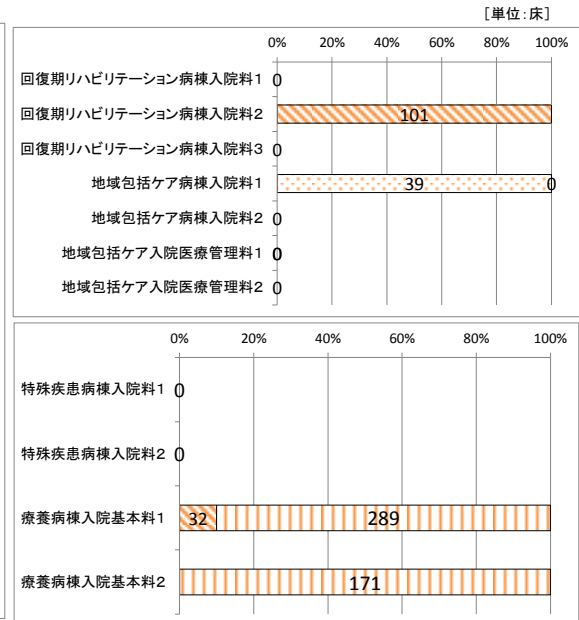 [単位:床]
0% 20% 40% 60% 80% 100%
回復期リハビリテーション病棟入院料1 0
回復期リハビリテーション病棟入院料2 101
回復期リハビリテーション病棟入院料3 0
地域包括ケア病棟入院料1 39 0
地域包括ケア病棟入院料2 0
地域包括ケア入院医療管理料1 0
地域包括ケア入院医療管理料2 0
0% 20% 40% 60% 80% 100%
特殊疾患病棟入院料1 0
特殊疾患病棟入院料2 0
療養病棟入院基本料1 32 289
療養病棟入院基本料2 171